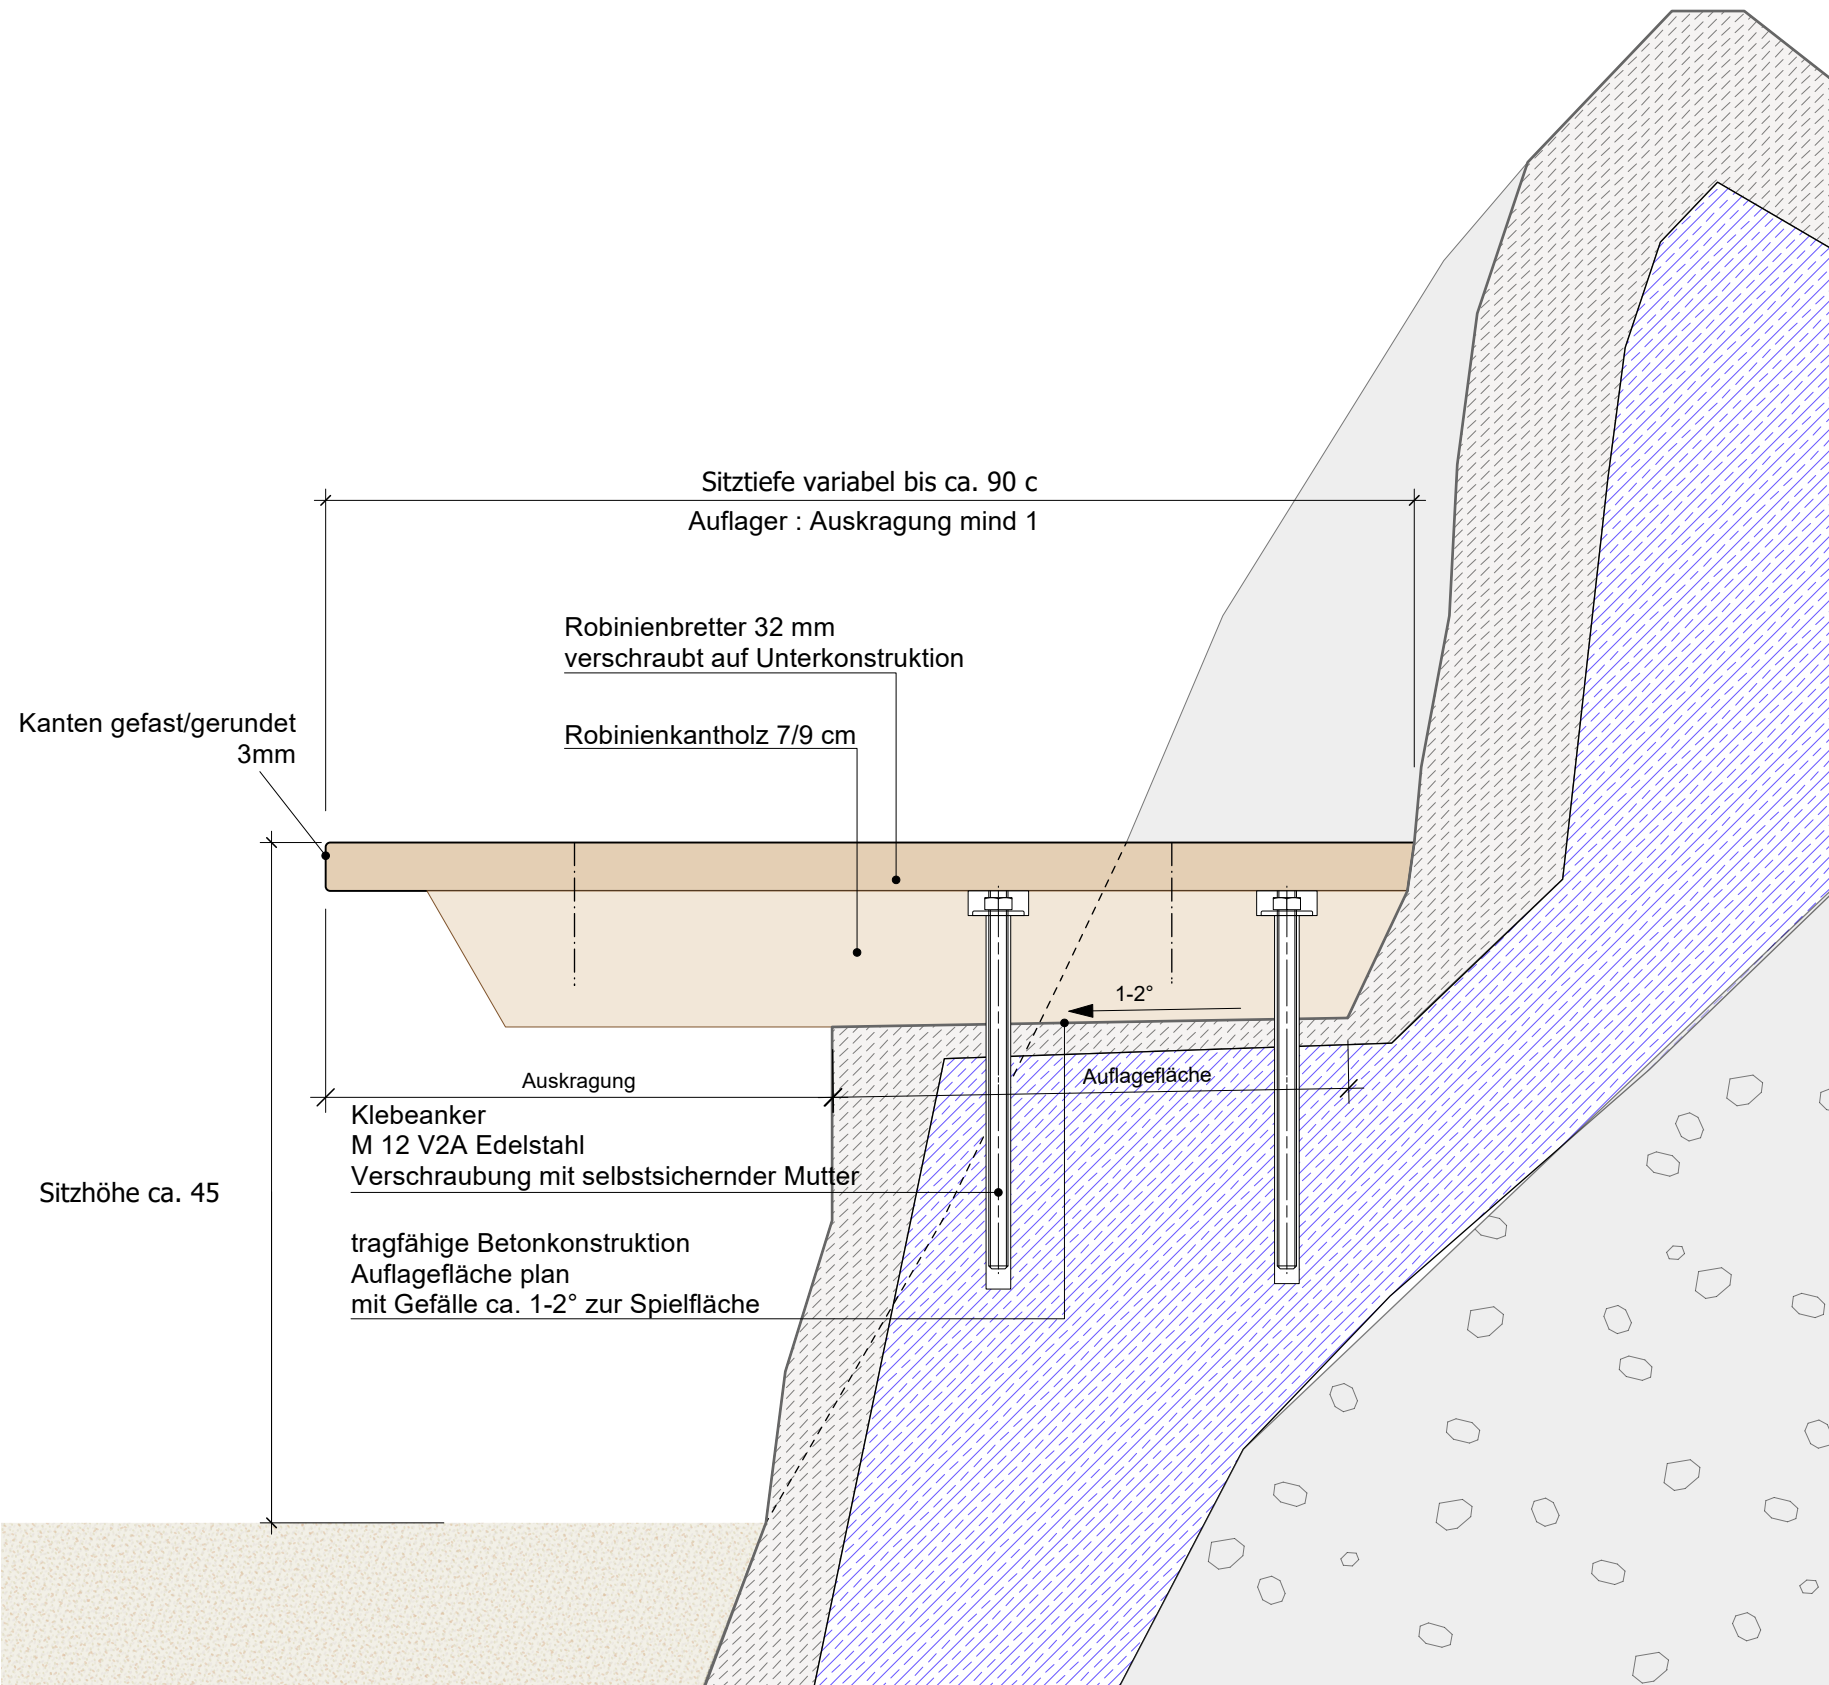 Sitztiefe variabel bis ca. 90 c
Auflager : Auskragung mind 1
Robinienbretter 32 mm
verschraubt auf Unterkonstruktion
Kanten gefast/gerundet
3mm
Robinienkantholz 7/9 cm
1-2°
Auskragung
Auflagefläche
Klebeanker
M 12 V2A Edelstahl
Verschraubung mit selbstsichernder Mutter
Sitzhöhe ca. 45
tragfähige Betonkonstruktion
Auflagefläche plan
mit Gefälle ca. 1-2° zur Spielfläche